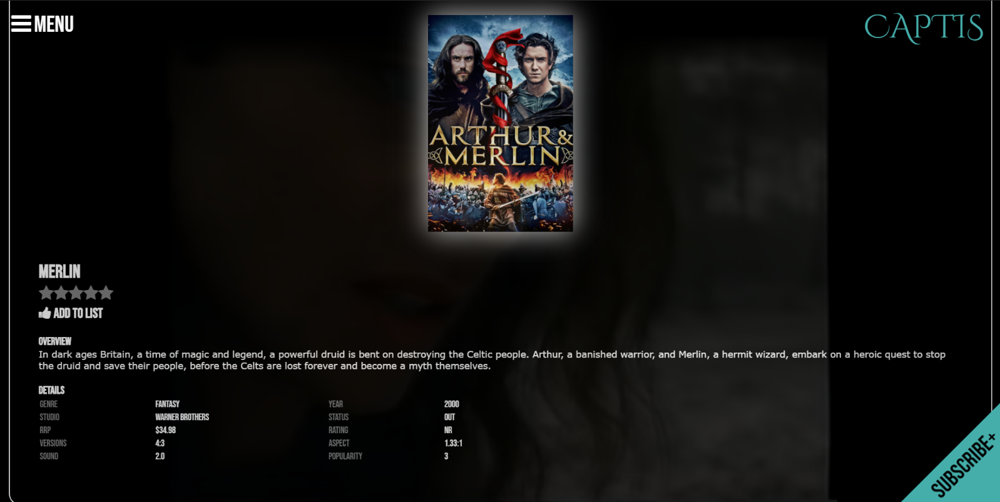 MENU
CAPTIS
ARTHUR &
MERLIN
MERLIN
ADD TO LIST
OVERVIEW
In dark ages Britain, a time of magic and legend, a powerful druid is bent on destroying the Celtic people. Arthur, a banished warrior, and Merlin, a hermit wizard, embark on a heroic quest to stop
the druid and save their people, before the Celts are lost forever and become a myth themselves.
DETAILS
GENRE FANTASY YEAR 2000
STUDIO WARNER BROTHERS STATUS OUT
RRP $34.98 RATING NR
VERSIONS 4:3 ASPECT 1.33:1
SOUND 2.0 POPULARITY 3
SUBSCRIBE+